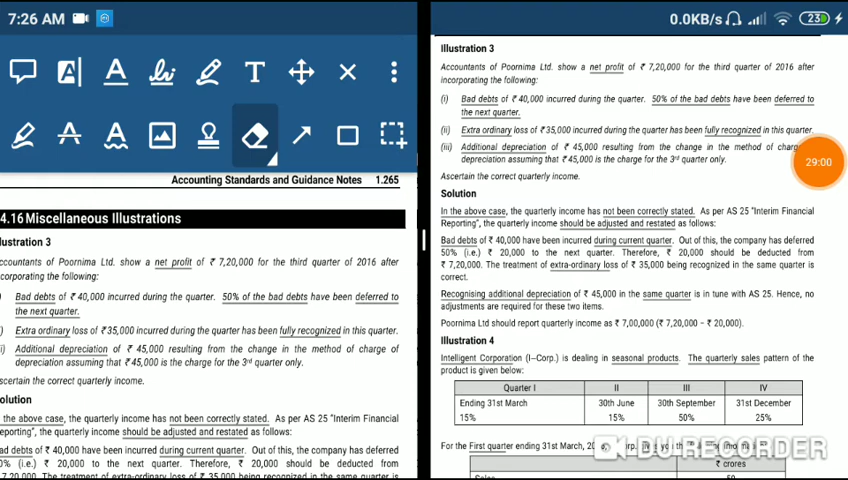 7:26 AM
0.0KB/s
23
29:00
Accounting Standards and Guidance Notes 1.265
4.16 Miscellaneous Illustrations
lustration 3
ccountants of Poornima Ltd. show a net profit of ₹ 7,20,000 for the third quarter of 2016 after
corporating the following:
Bad debts of ₹ 40,000 incurred during the quarter. 50% of the bad debts have been deferred to
the next quarter.
) Extra ordinary loss of ₹35,000 incurred during the quarter has been fully recognized in this quarter.
i) Additional depreciation of ₹ 45,000 resulting from the change in the method of charge of
depreciation assuming that ₹45,000 is the charge for the 3rd quarter only.
scertain the correct quarterly income.
olution
the above case, the quarterly income has not been correctly stated. As per AS 25 "Interim Financial
eporting", the quarterly income should be adjusted and restated as follows:
ad debts of ₹ 40,000 have been incurred during current quarter. Out of this, the company has deferred
0% (i.e.) ₹ 20,000 to the next quarter. Therefore, ₹ 20,000 should be deducted from
7,20,000. The treatment of extra-ordinary loss of ₹ 35,000 being recognized in the same quarter is
Illustration 3
Accountants of Poornima Ltd. show a net profit of ₹ 7,20,000 for the third quarter of 2016 after
incorporating the following:
(i) Bad debts of ₹ 40,000 incurred during the quarter. 50% of the bad debts have been deferred to
the next quarter.
(ii) Extra ordinary loss of ₹35,000 incurred during the quarter has been fully recognized in this quarter.
(iii) Additional depreciation of ₹ 45,000 resulting from the change in the method of charg
depreciation assuming that ₹45,000 is the charge for the 3rd quarter only.
Ascertain the correct quarterly income.
Solution
In the above case, the quarterly income has not been correctly stated. As per AS 25 "Interim Financial
Reporting", the quarterly income should be adjusted and restated as follows:
Bad debts of ₹ 40,000 have been incurred during current quarter. Out of this, the company has deferred
50% (i.e.) ₹ 20,000 to the next quarter. Therefore, ₹ 20,000 should be deducted from
₹ 7,20,000. The treatment of extra-ordinary loss of ₹ 35,000 being recognized in the same quarter is
correct.
Recognising additional depreciation of ₹ 45,000 in the same quarter is in tune with AS 25. Hence, no
adjustments are required for these two items.
Poornima Ltd should report quarterly income as ₹ 7,00,000 (₹ 7,20,000 – ₹ 20,000).
Illustration 4
Intelligent Corporation (I–Corp.) is dealing in seasonal products. The quarterly sales pattern of the
product is given below:
Quarter I II III IV
Ending 31st March 30th June 30th September 31st December
15% 15% 50% 25%
For the First quarter ending 31st March,
₹ crores
Sales 50
DU RECORDER